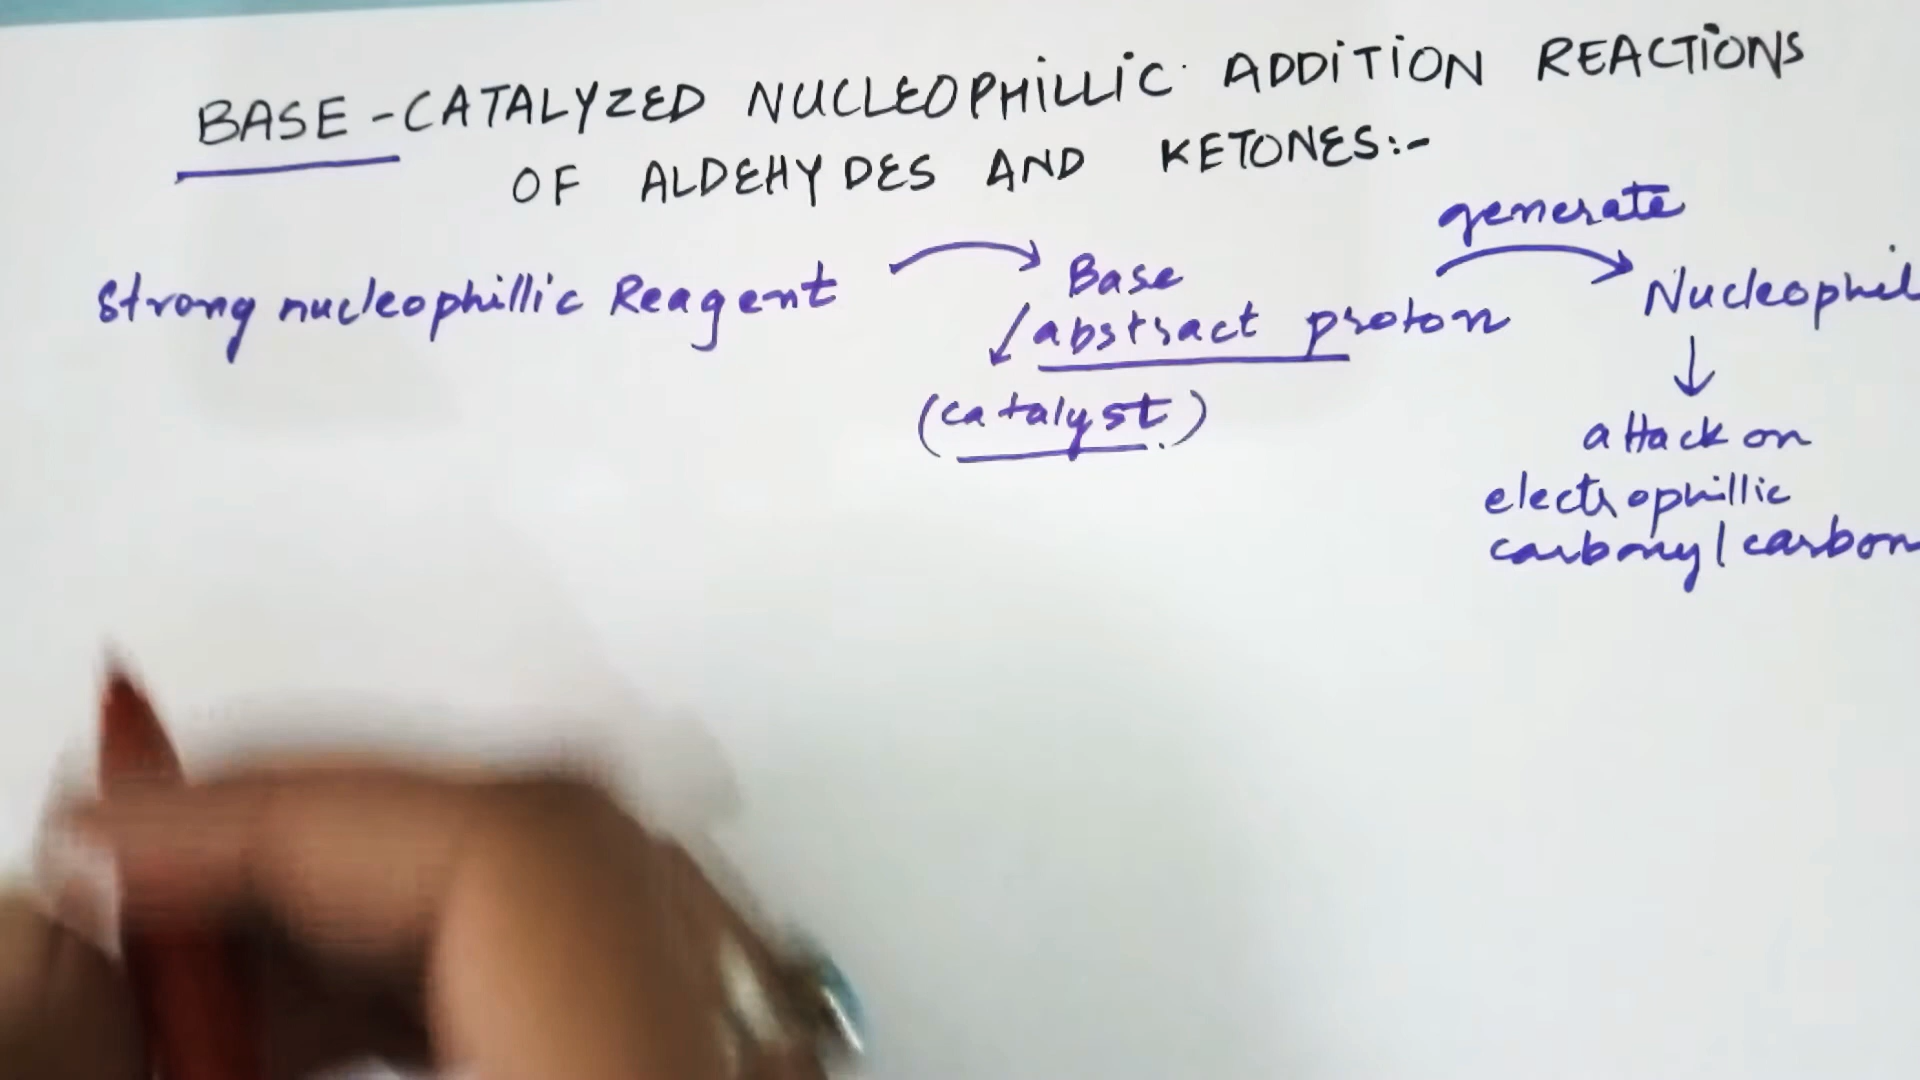 BASE-CATALYZED NUCLEOPHILLIC ADDITION REACTIONS
OF ALDEHYDES AND KETONES:-
generate
Strong nucleophillic Reagent → Base → Nucleophil
abstract proton
(catalyst)
attack on
electrophillic
carbonyl carbon